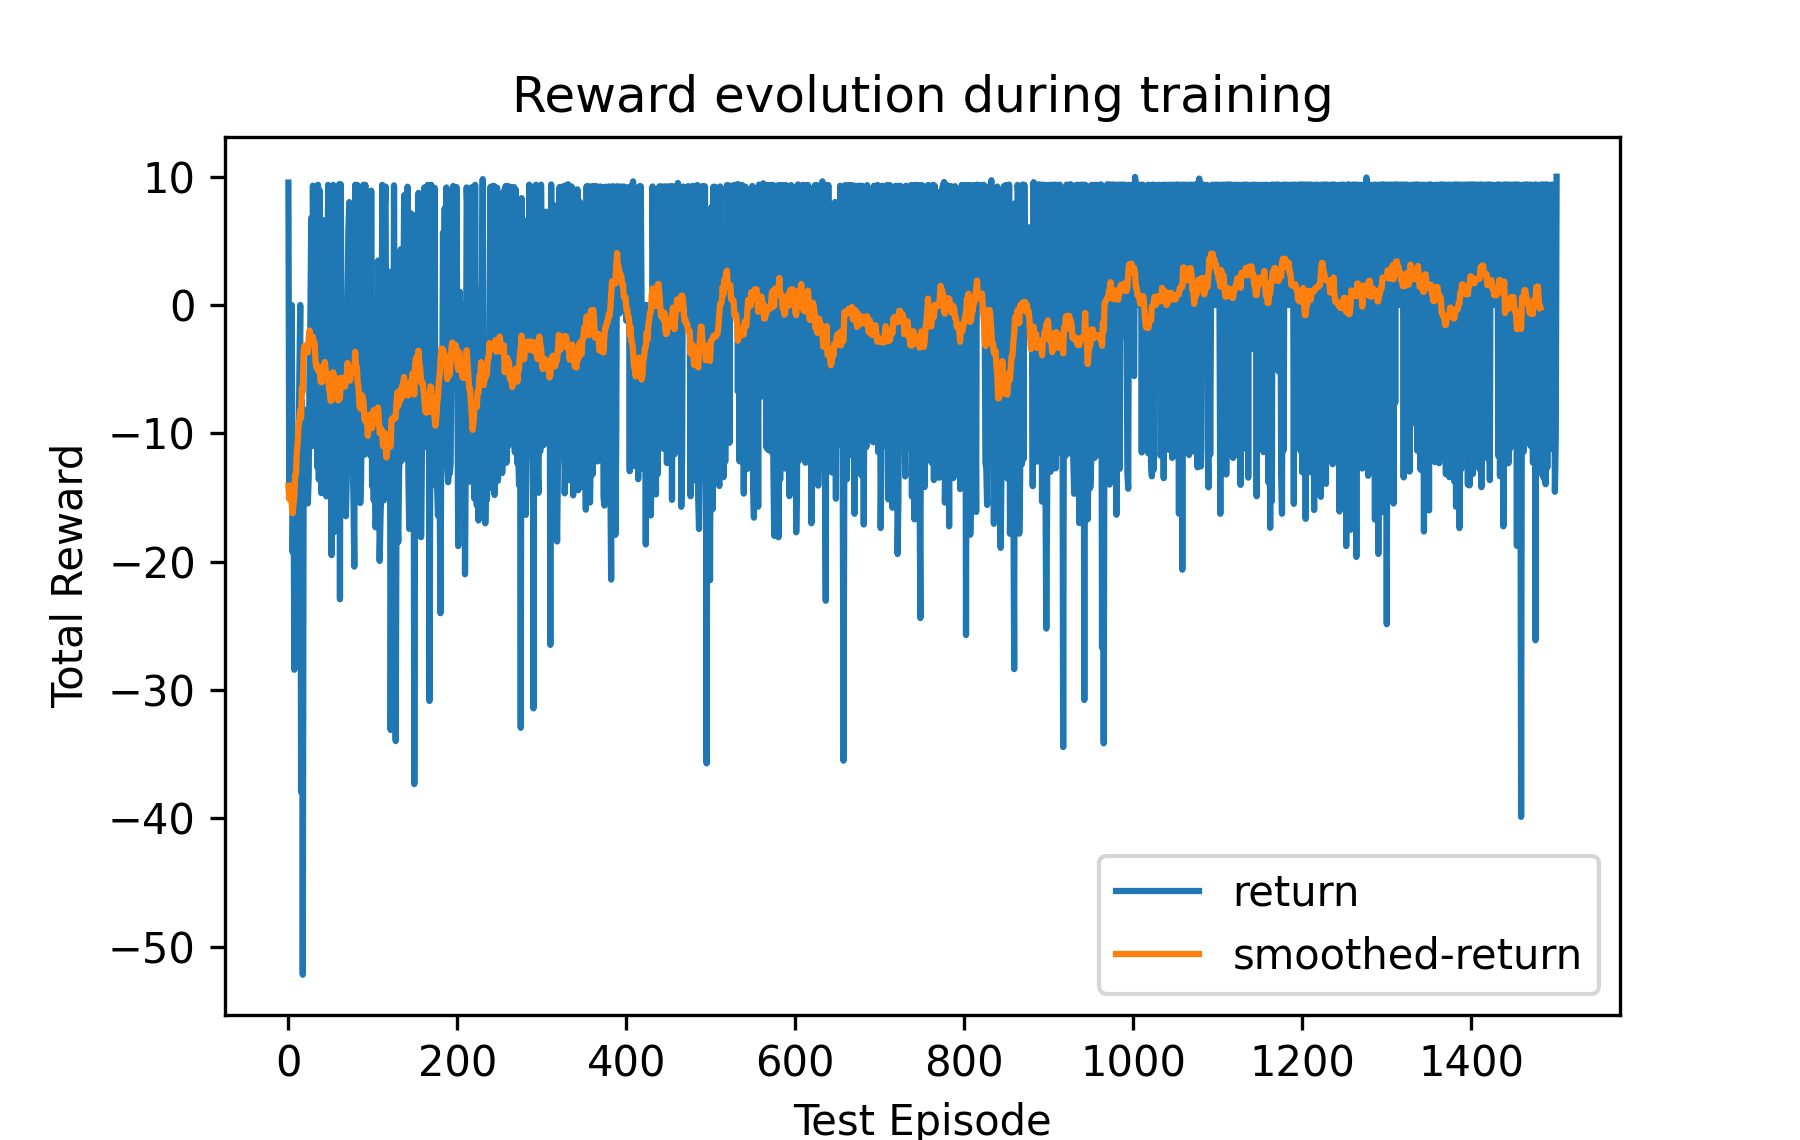 Reward evolution during training
10
0
−10
−20
−30
−40
−50
Total Reward
return
smoothed-return
0 200 400 600 800 1000 1200 1400
Test Episode